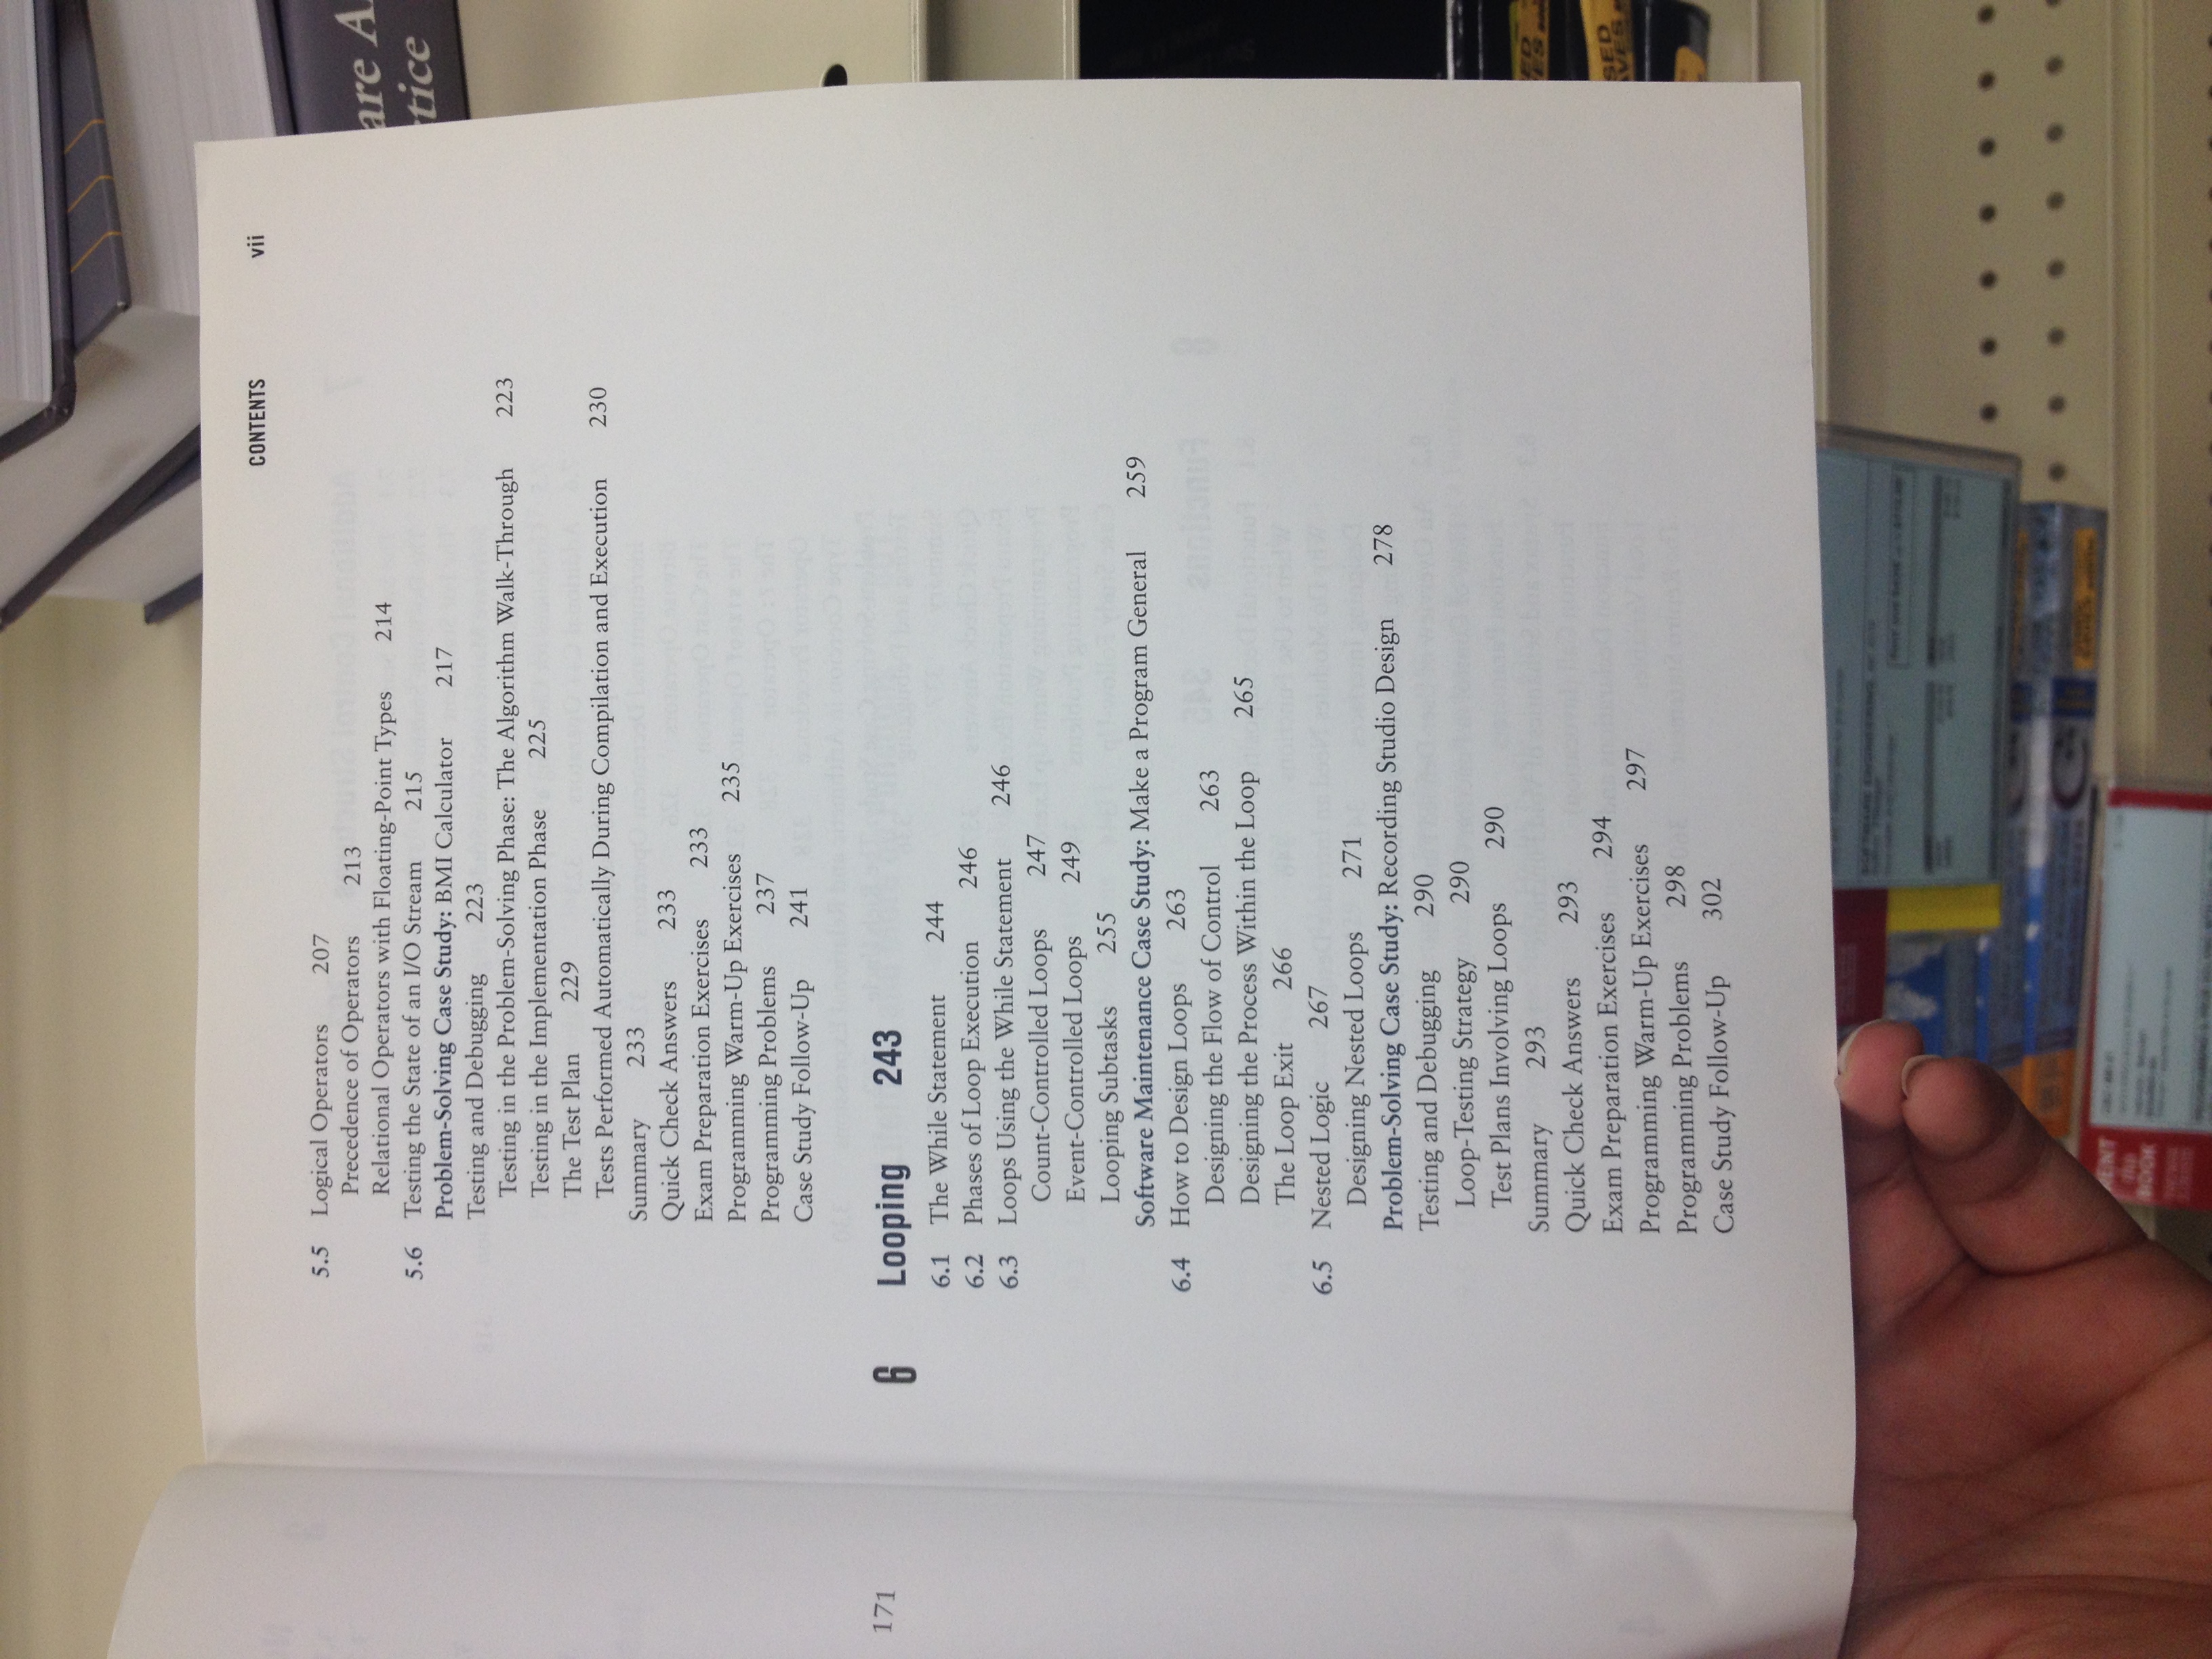 CONTENTS vii
5.5 Logical Operators 207
Precedence of Operators 213
Relational Operators with Floating-Point Types 214
5.6 Testing the State of an I/O Stream 215
Problem-Solving Case Study: BMI Calculator 217
Testing and Debugging 223
Testing in the Problem-Solving Phase: The Algorithm Walk-Through 223
Testing in the Implementation Phase 225
The Test Plan 229
Tests Performed Automatically During Compilation and Execution 230
Summary 233
Quick Check Answers 233
Exam Preparation Exercises 233
Programming Warm-Up Exercises 235
Programming Problems 237
Case Study Follow-Up 241
171
6 Looping 243
6.1 The While Statement 244
6.2 Phases of Loop Execution 246
6.3 Loops Using the While Statement 246
Count-Controlled Loops 247
Event-Controlled Loops 249
Looping Subtasks 255
Software Maintenance Case Study: Make a Program General 259
6.4 How to Design Loops 263
Designing the Flow of Control 263
Designing the Process Within the Loop 265
The Loop Exit 266
6.5 Nested Logic 267
Designing Nested Loops 271
Problem-Solving Case Study: Recording Studio Design 278
Testing and Debugging 290
Loop-Testing Strategy 290
Test Plans Involving Loops 290
Summary 293
Quick Check Answers 293
Exam Preparation Exercises 294
Programming Warm-Up Exercises 297
Programming Problems 298
Case Study Follow-Up 302
are A
tice
SOFTWARE ENGINEERING
BOOK